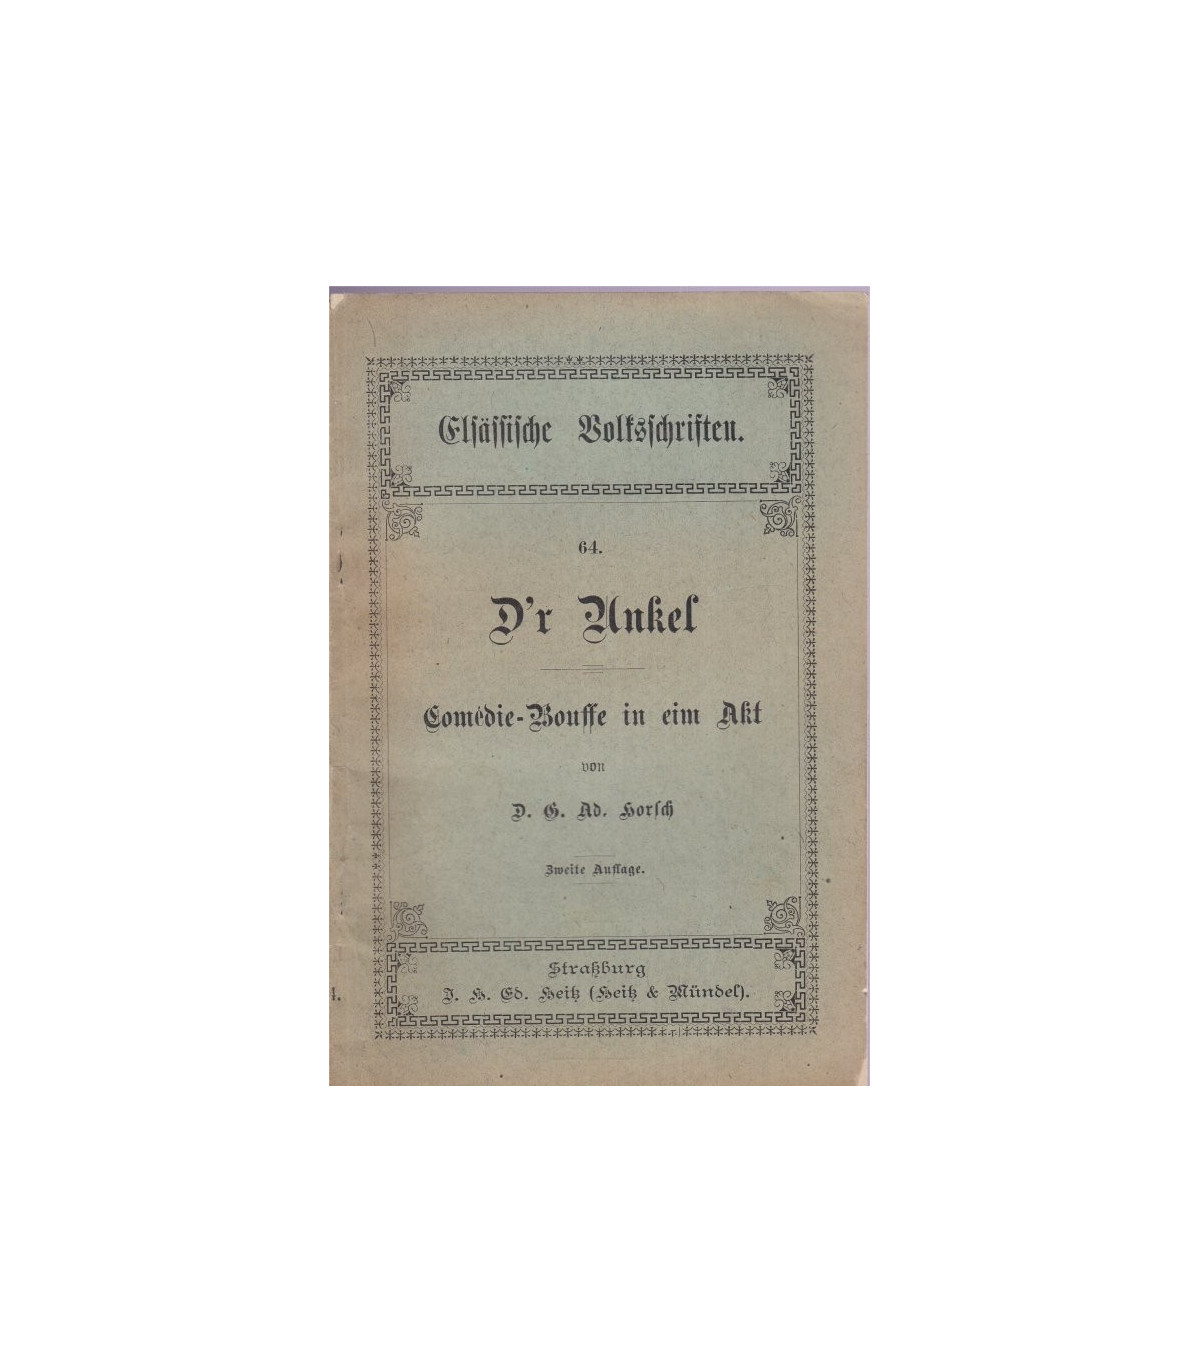 Elsässische Volksschriften.
64.
D'r Unkel
Comédie-Bouffe in eim Akt
von
D. G. Ad. Horsch
Zweite Auflage.
Straßburg
4.
J. H. Ed. Heitz (Heitz & Mündel).